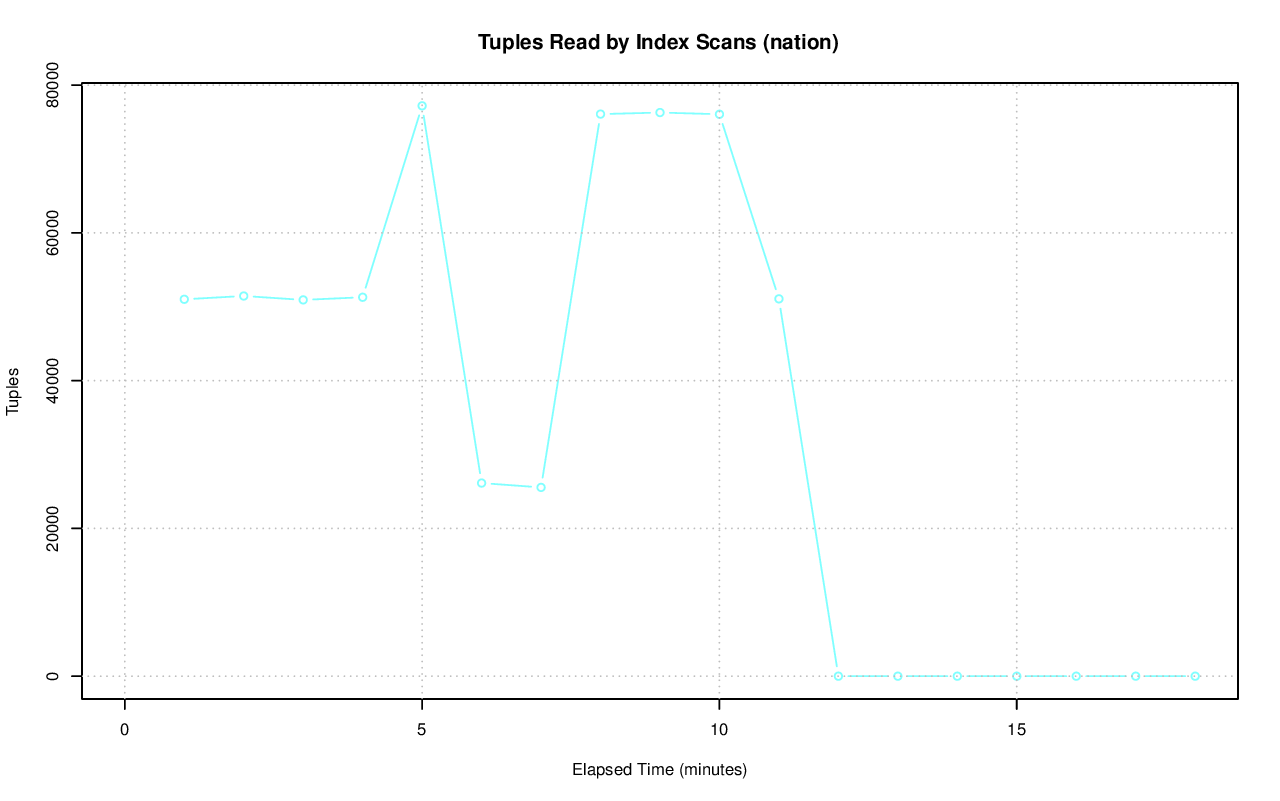 Tuples Read by Index Scans (nation)
80000
60000
40000
20000
0
Tuples
0 5 10 15
Elapsed Time (minutes)